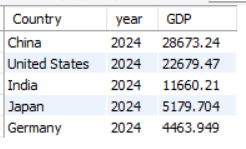 Country year GDP
China 2024 28673.24
United States 2024 22679.47
India 2024 11660.21
Japan 2024 5179.704
Germany 2024 4463.949